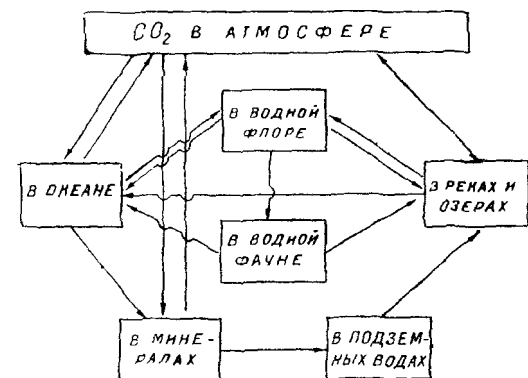 CO₂ В АТМОСФЕРЕ
В ВОДНОЙ
ФЛОРЕ
В ОКЕАНЕ
В РЕКАХ И
ОЗЕРАХ
В ВОДНОЙ
ФАУНЕ
В МИНЕ-
РАЛАХ
В ПОДЗЕМ-
НЫХ ВОДАХ